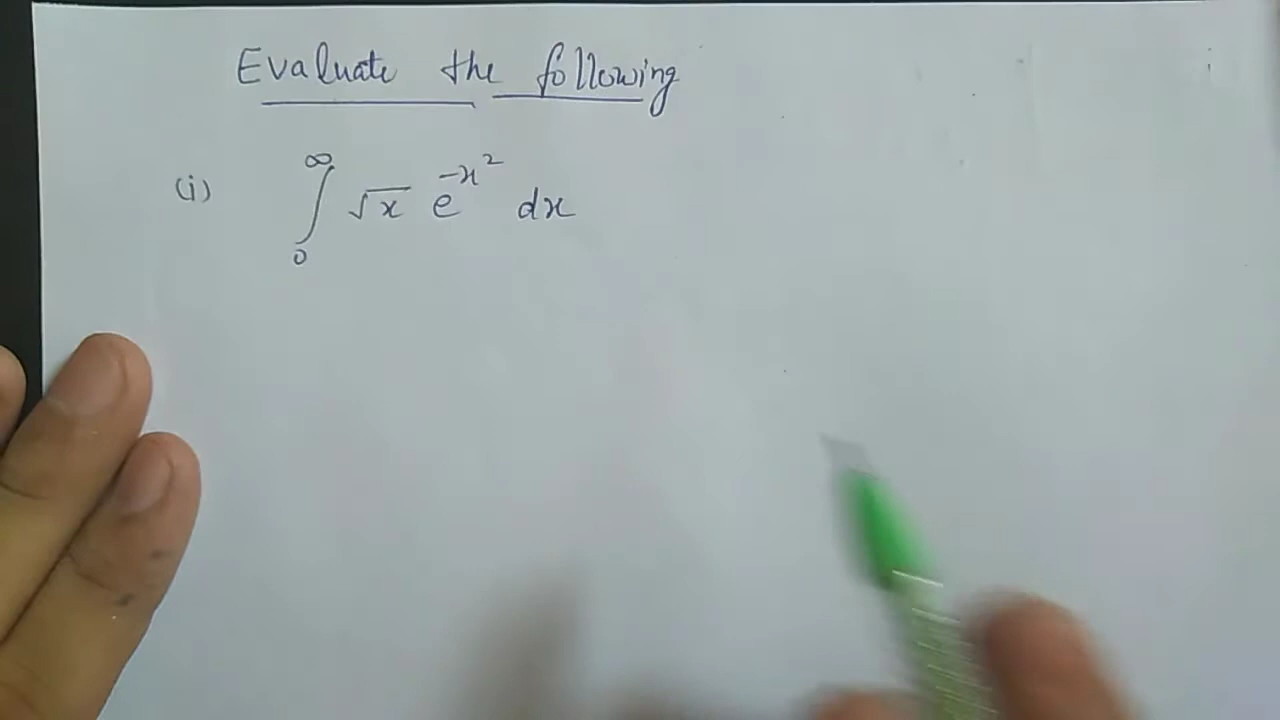 Evaluate the following
(i) ∫₀^∞ √x e^{-x²} dx